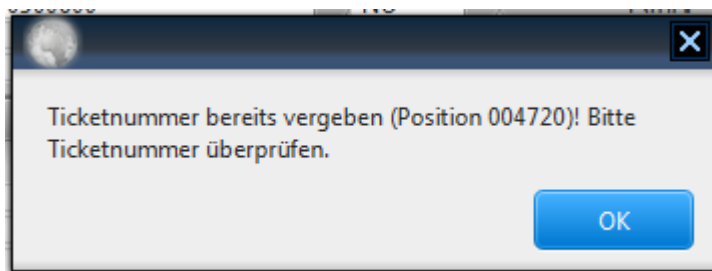 Ticketnummer bereits vergeben (Position 004720)! Bitte
Ticketnummer überprüfen.
OK